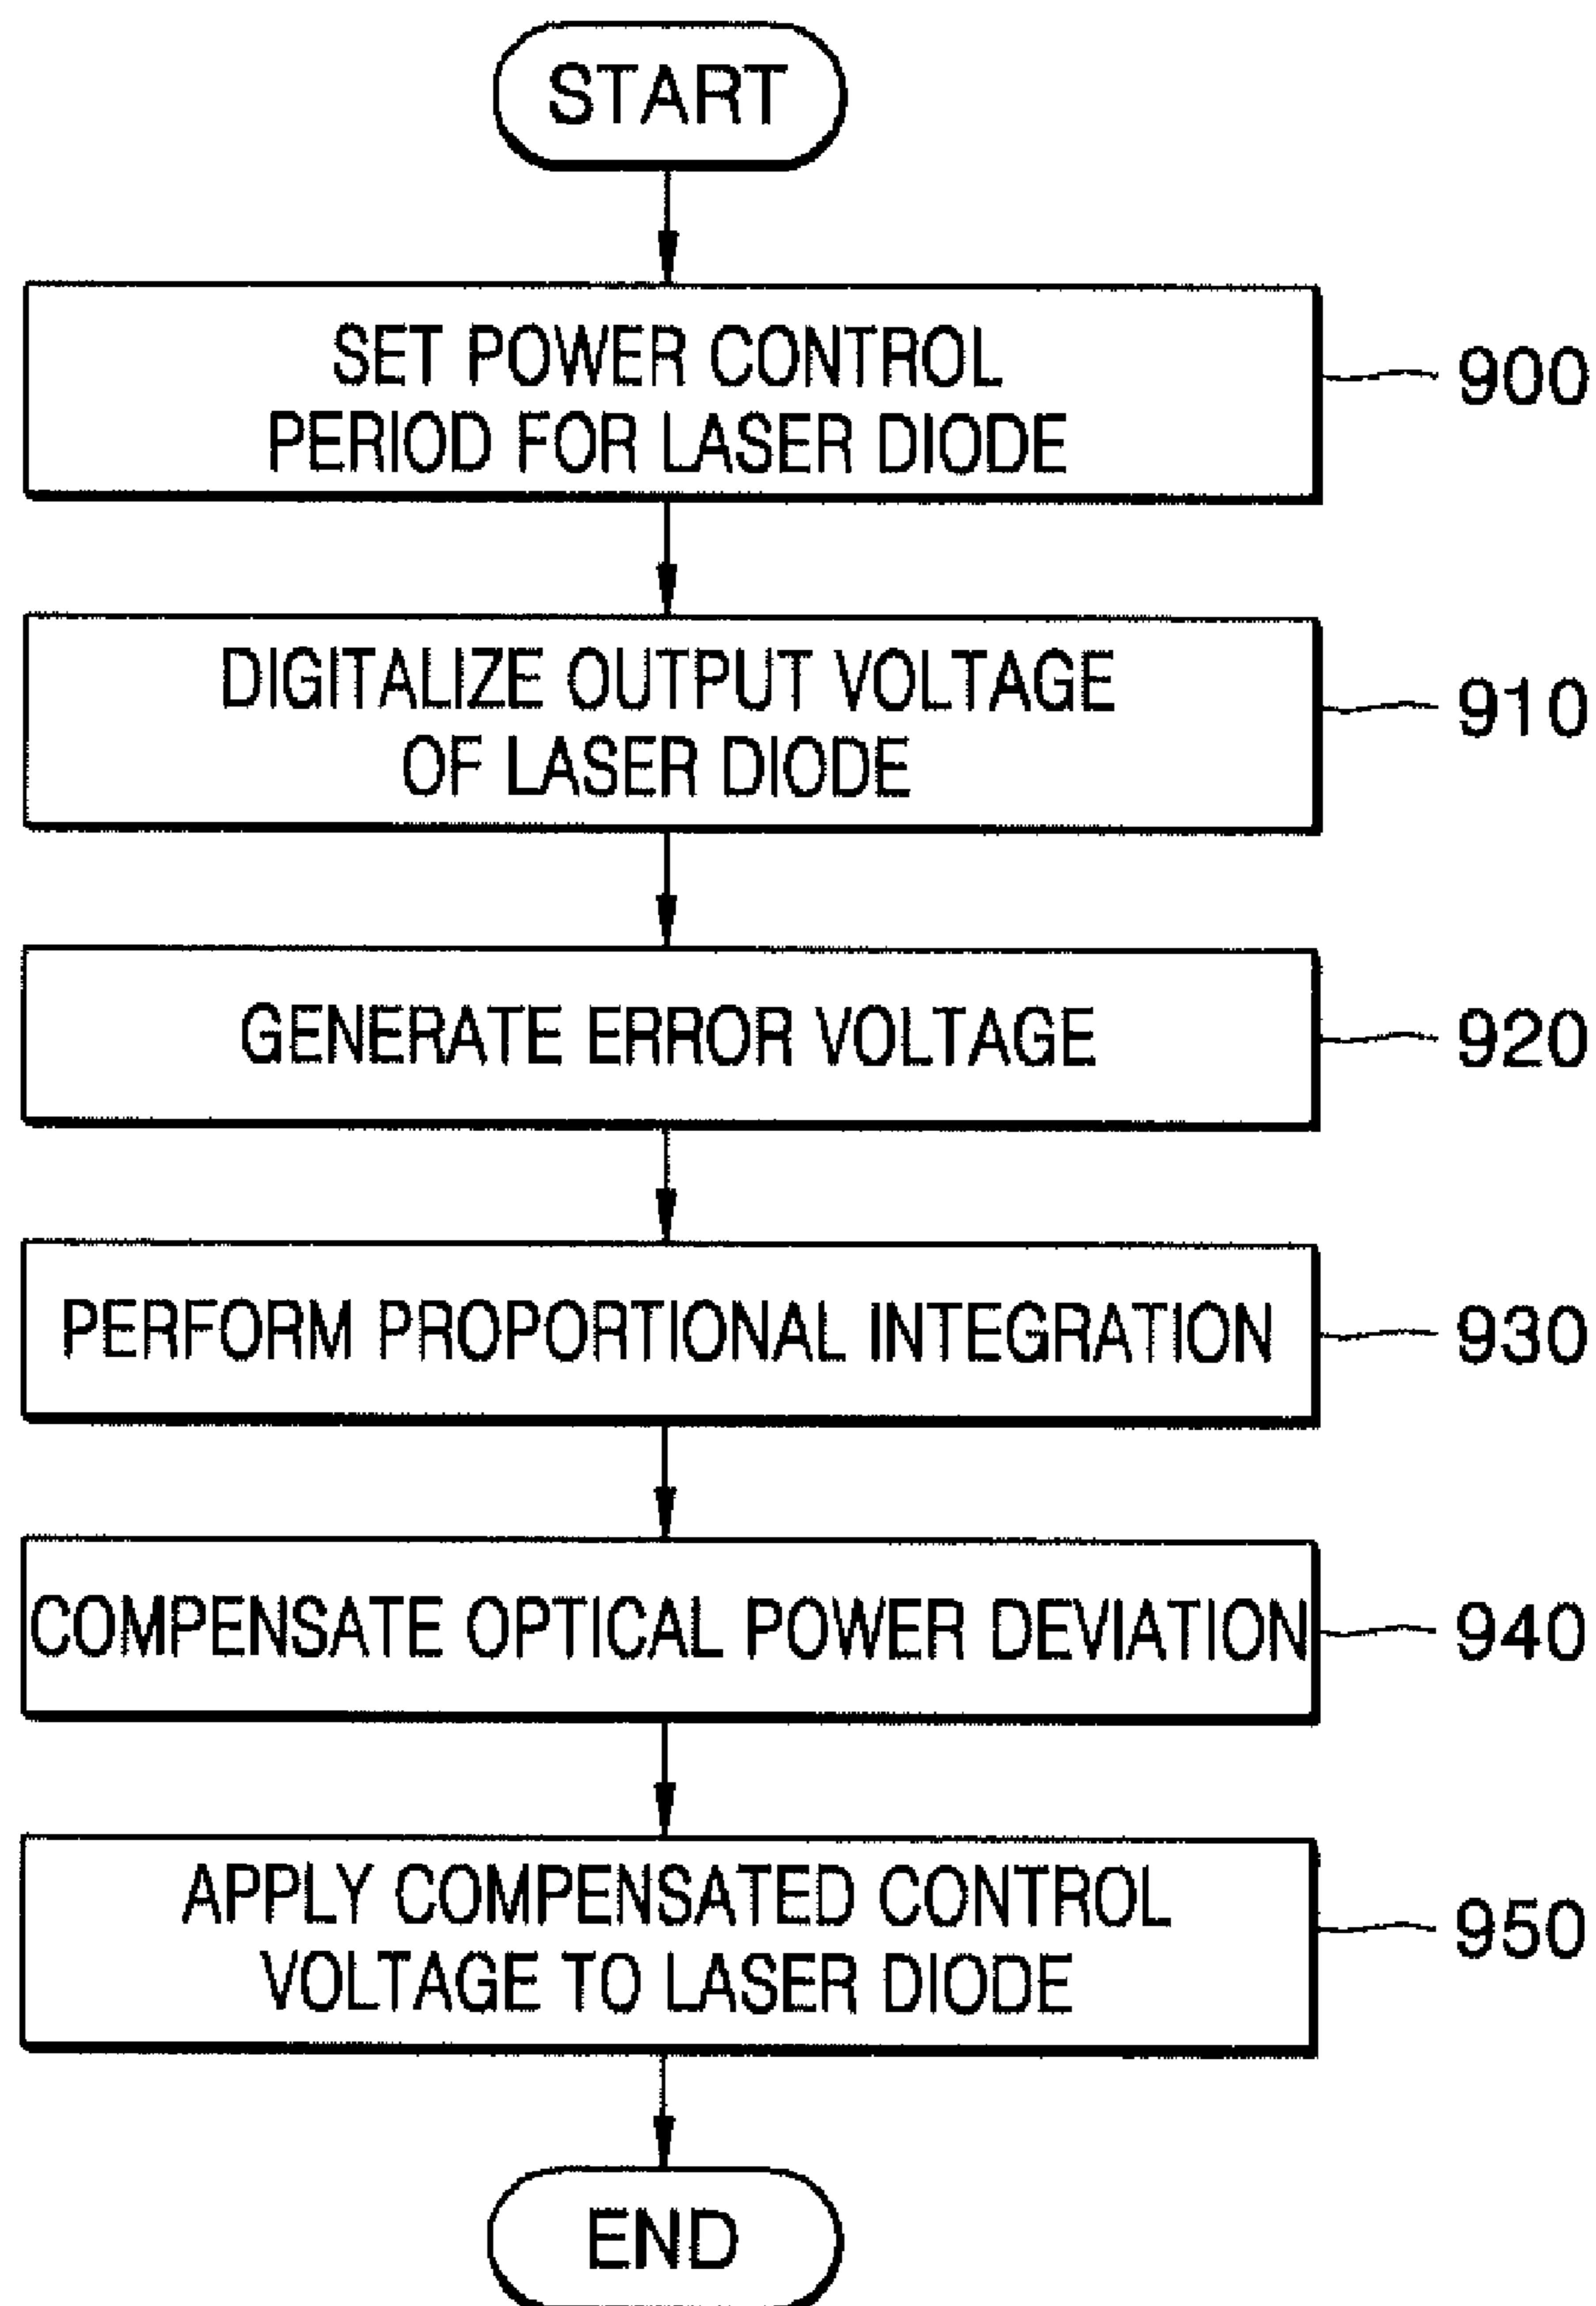 START
SET POWER CONTROL
PERIOD FOR LASER DIODE
900
DIGITALIZE OUTPUT VOLTAGE
OF LASER DIODE
910
GENERATE ERROR VOLTAGE
920
PERFORM PROPORTIONAL INTEGRATION
930
COMPENSATE OPTICAL POWER DEVIATION
940
APPLY COMPENSATED CONTROL
VOLTAGE TO LASER DIODE
950
END